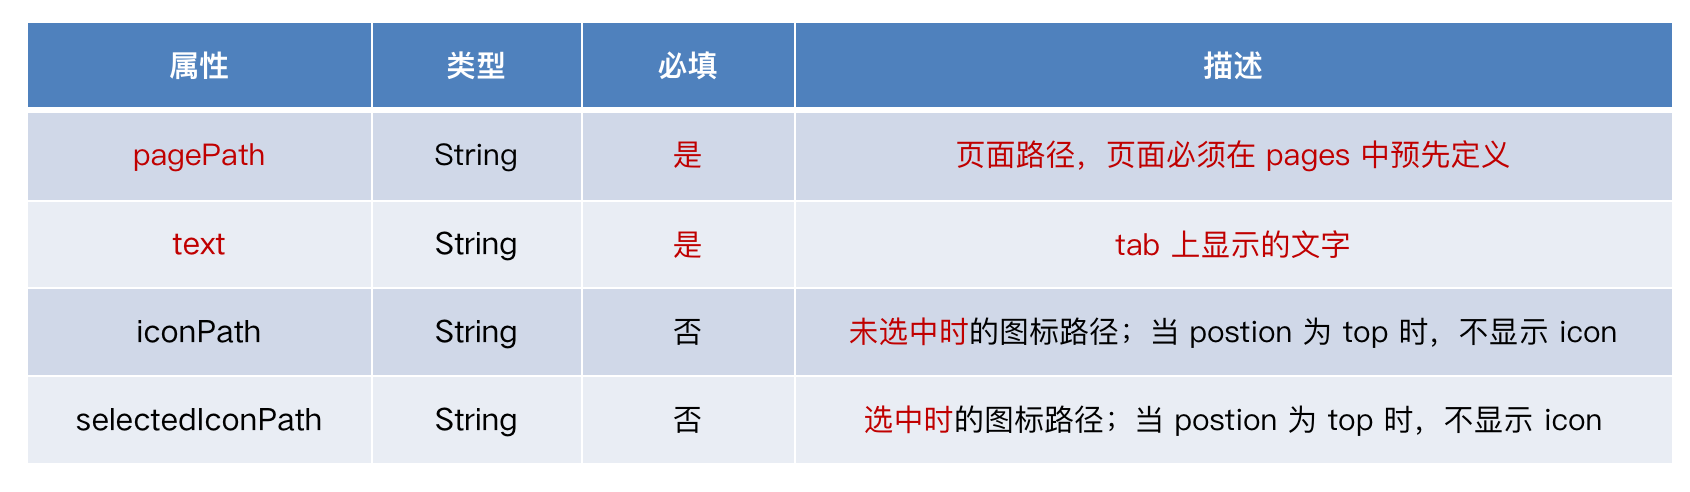 属性 类型 必填 描述
pagePath String 是 页面路径，页面必须在 pages 中预先定义
text String 是 tab 上显示的文字
iconPath String 否 未选中时的图标路径；当 postion 为 top 时，不显示 icon
selectedIconPath String 否 选中时的图标路径；当 postion 为 top 时，不显示 icon